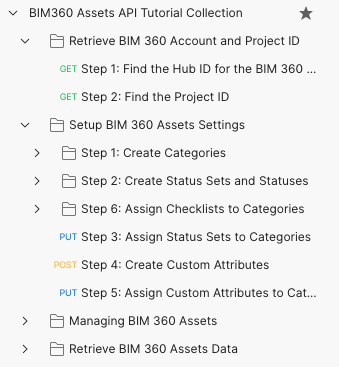 BIM360 Assets API Tutorial Collection
Retrieve BIM 360 Account and Project ID
GET Step 1: Find the Hub ID for the BIM 360 ...
GET Step 2: Find the Project ID
Setup BIM 360 Assets Settings
Step 1: Create Categories
Step 2: Create Status Sets and Statuses
Step 6: Assign Checklists to Categories
PUT Step 3: Assign Status Sets to Categories
POST Step 4: Create Custom Attributes
PUT Step 5: Assign Custom Attributes to Cat...
Managing BIM 360 Assets
Retrieve BIM 360 Assets Data